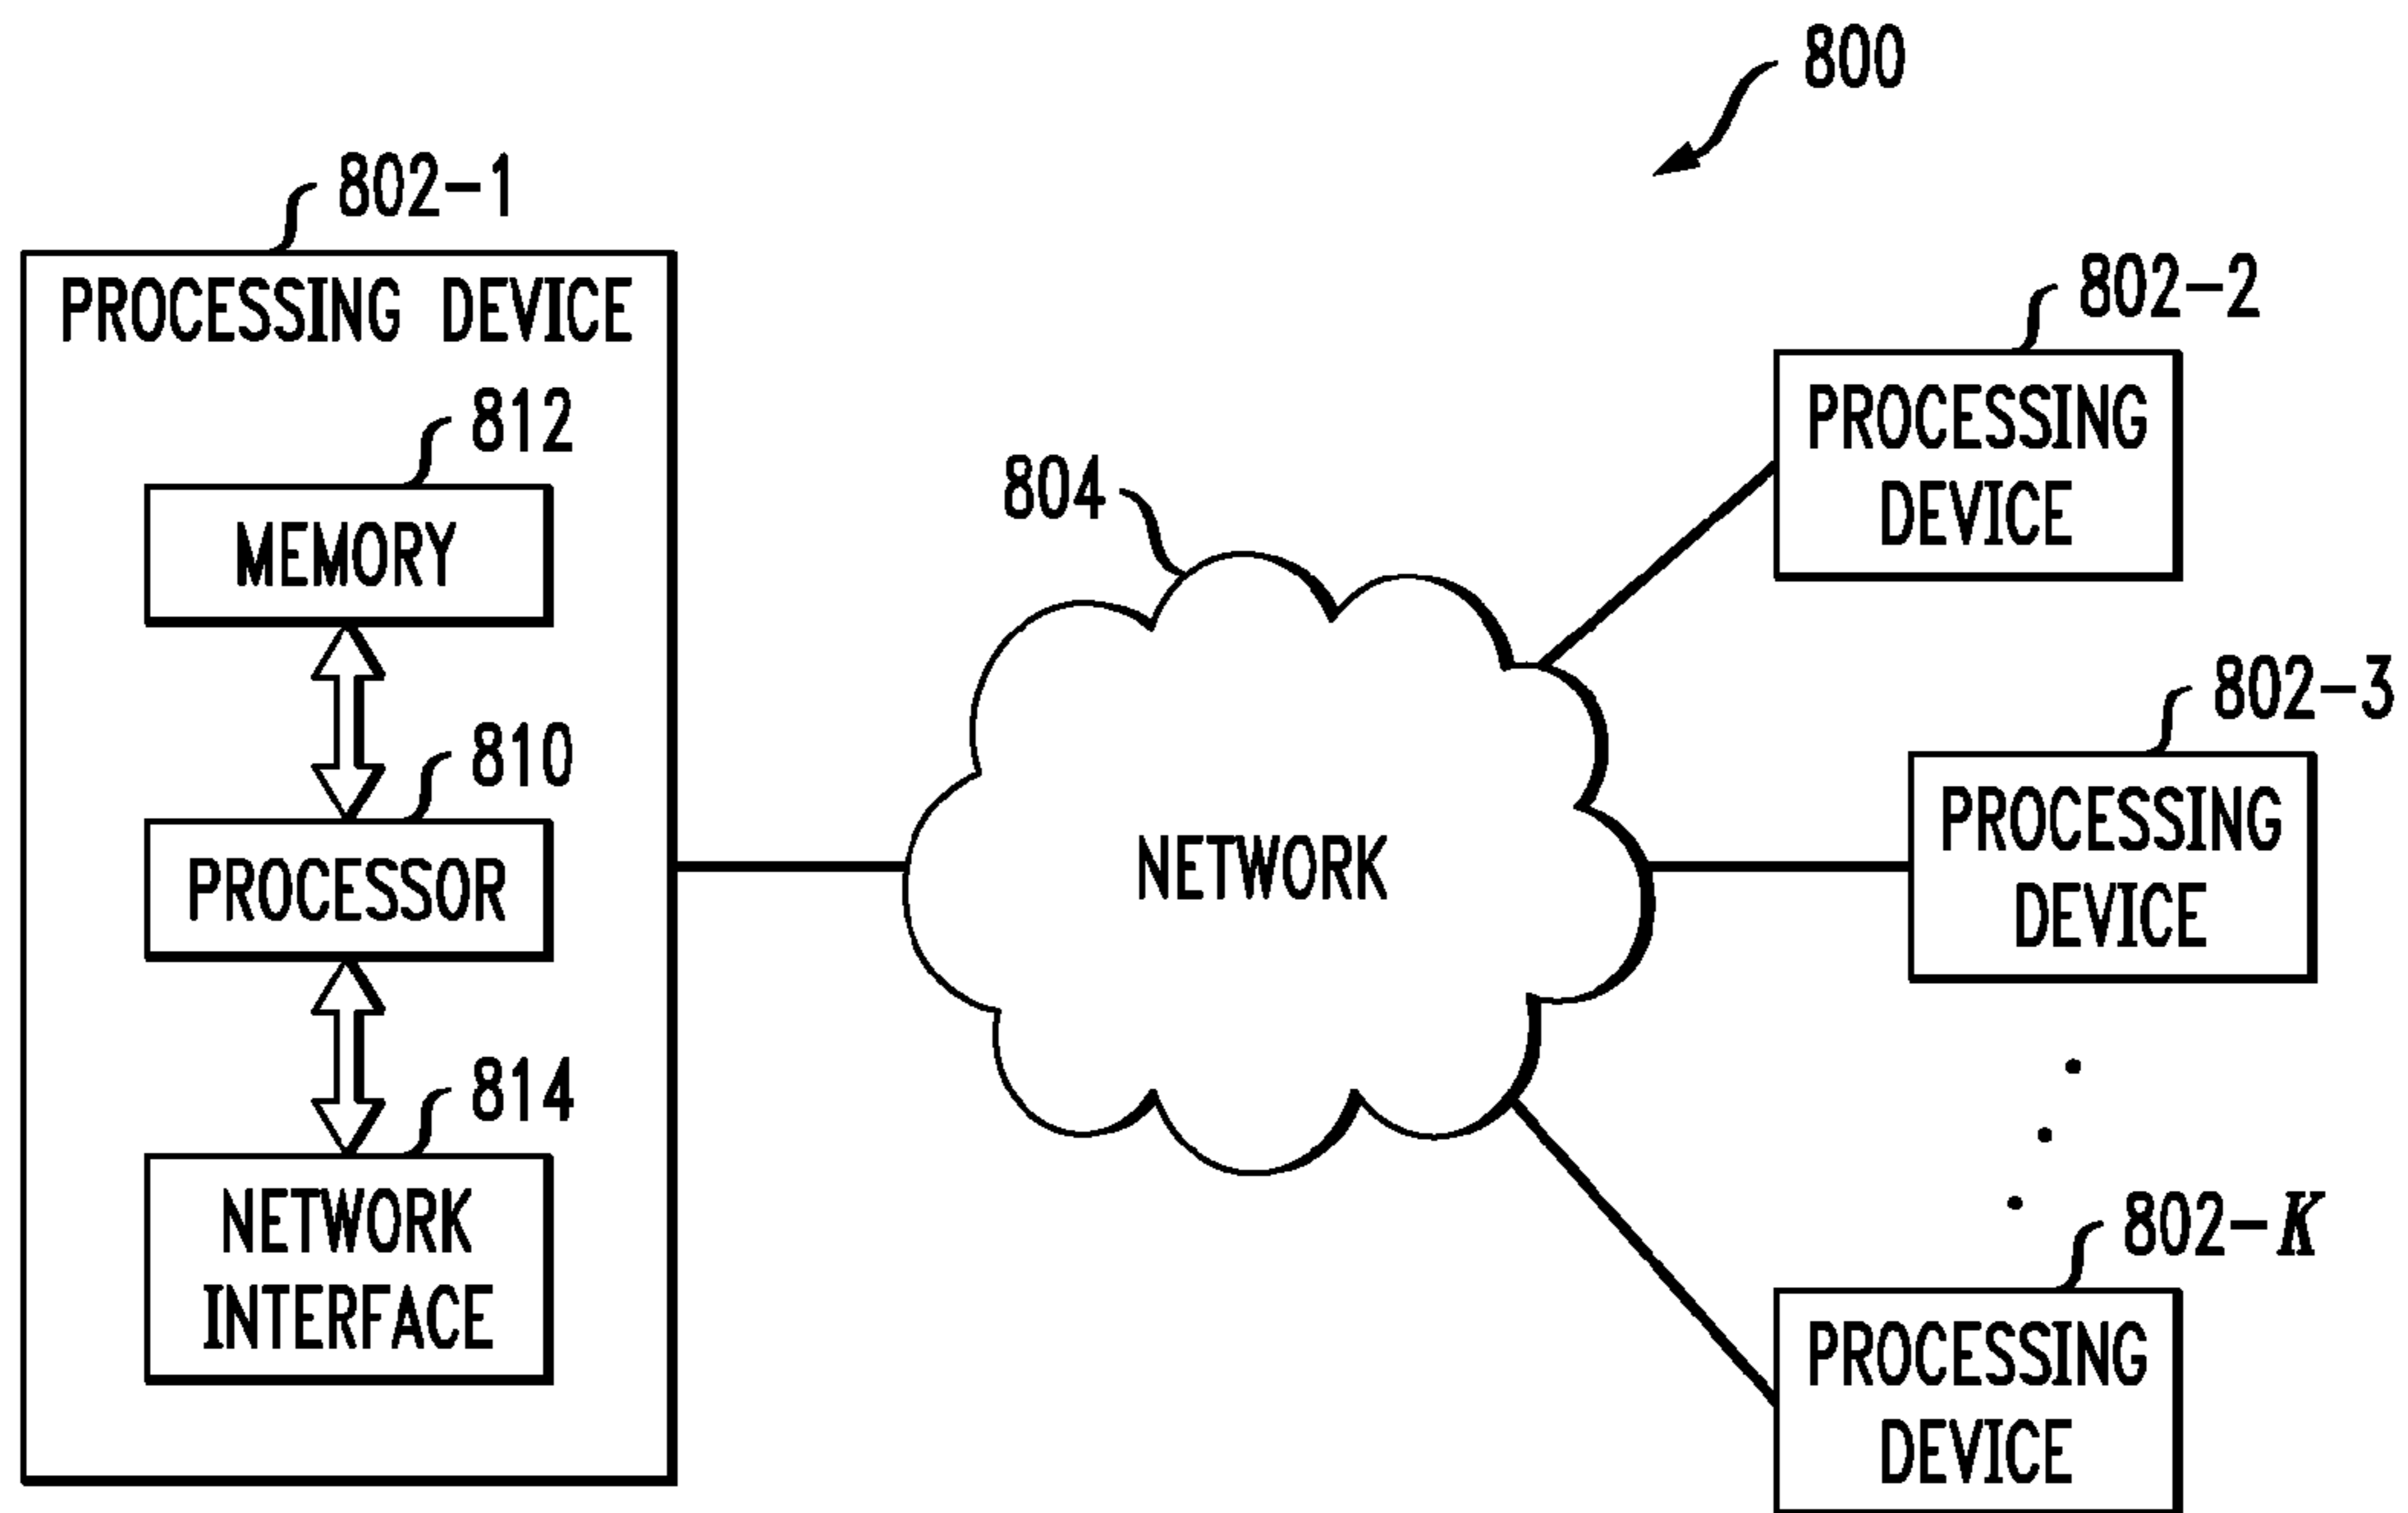 800
802-1
PROCESSING DEVICE
812
MEMORY
810
PROCESSOR
814
NETWORK
INTERFACE
804
NETWORK
802-2
PROCESSING
DEVICE
802-3
PROCESSING
DEVICE
802-K
PROCESSING
DEVICE